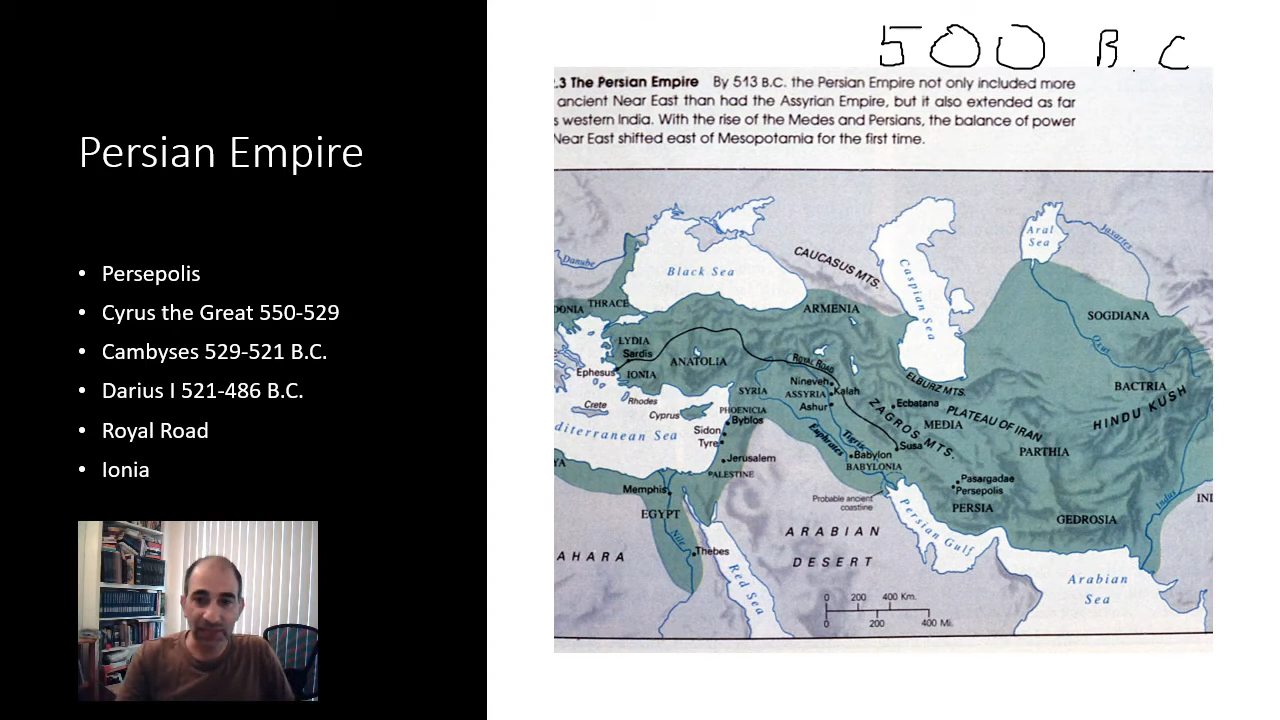 Persian Empire
• Persepolis
• Cyrus the Great 550-529
• Cambyses 529-521 B.C.
• Darius I 521-486 B.C.
• Royal Road
• Ionia
500 B.C
.3 The Persian Empire By 513 B.C. the Persian Empire not only included more
ancient Near East than had the Assyrian Empire, but it also extended as far
s western India. With the rise of the Medes and Persians, the balance of power
Near East shifted east of Mesopotamia for the first time.
Aral
Sea
Jaxartes
Danube
Black Sea
CAUCASUS MTS.
Caspian Sea
DONIA
THRACE
ARMENIA
SOGDIANA
Oxus
LYDIA
Sardis
ANATOLIA
ROYAL ROAD
Ephesus
IONIA
Nineveh
Kalah
ELBURZ MTS.
BACTRIA
HINDU KUSH
SYRIA
ASSYRIA
Ashur
Ecbatana
PLATEAU OF IRAN
Crete
Rhodes
Cyprus
PHOENICIA
Byblos
ZAGROS MTS.
MEDIA
diterranean Sea
Sidon
Tyre
Euphrates
Tigris
Susa
PARTHIA
Babylon
BABYLONIA
YA
Jerusalem
PALESTINE
Memphis
Pasargadae
Persepolis
Probable ancient
coastline
PERSIA
GEDROSIA
Indus
IND
EGYPT
Nile
Persian Gulf
ARABIAN
DESERT
AHARA
Thebes
Red Sea
Arabian
Sea
0 200 400 Km.
0 200 400 Mi.